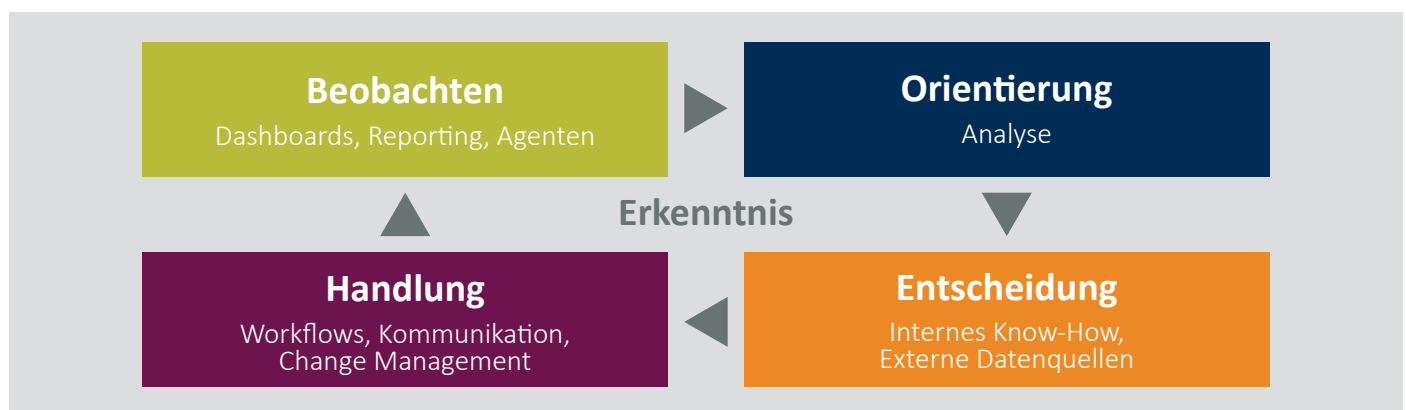 Beobachten
Dashboards, Reporting, Agenten
Orientierung
Analyse
Erkenntnis
Handlung
Workflows, Kommunikation,
Change Management
Entscheidung
Internes Know-How,
Externe Datenquellen